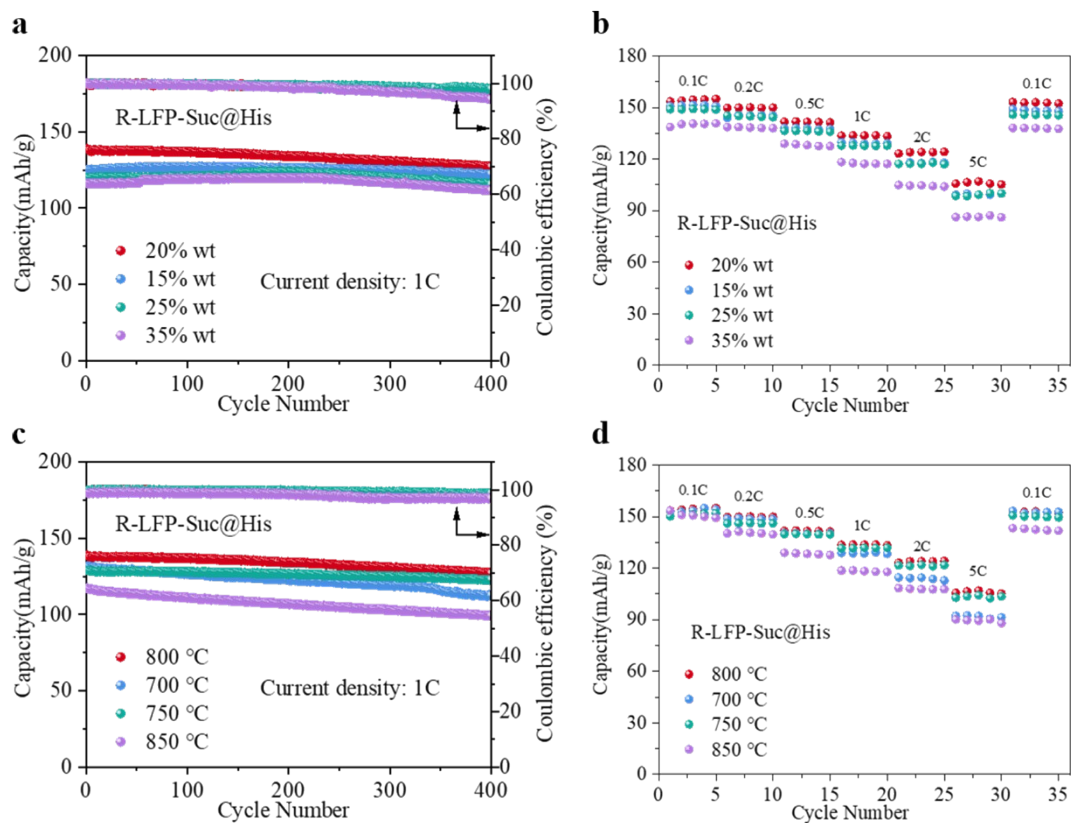 a
200
150
100
50
0
Capacity(mAh/g)
R-LFP-Suc@His
20% wt
15% wt
25% wt
35% wt
Current density: 1C
100
80
60
40
20
0
Coulombic efficiency (%)
0 100 200 300 400
Cycle Number
b
180
150
120
90
60
30
0
Capacity(mAh/g)
0.1C 0.2C 0.5C 1C 2C 5C 0.1C
R-LFP-Suc@His
20% wt
15% wt
25% wt
35% wt
0 5 10 15 20 25 30 35
Cycle Number
c
200
150
100
50
0
Capacity(mAh/g)
R-LFP-Suc@His
800 °C
700 °C
750 °C
850 °C
Current density: 1C
100
80
60
40
20
0
Coulombic efficiency (%)
0 100 200 300 400
Cycle Number
d
180
150
120
90
60
30
0
Capacity(mAh/g)
0.1C 0.2C 0.5C 1C 2C 5C 0.1C
R-LFP-Suc@His
800 °C
700 °C
750 °C
850 °C
0 5 10 15 20 25 30 35
Cycle Number